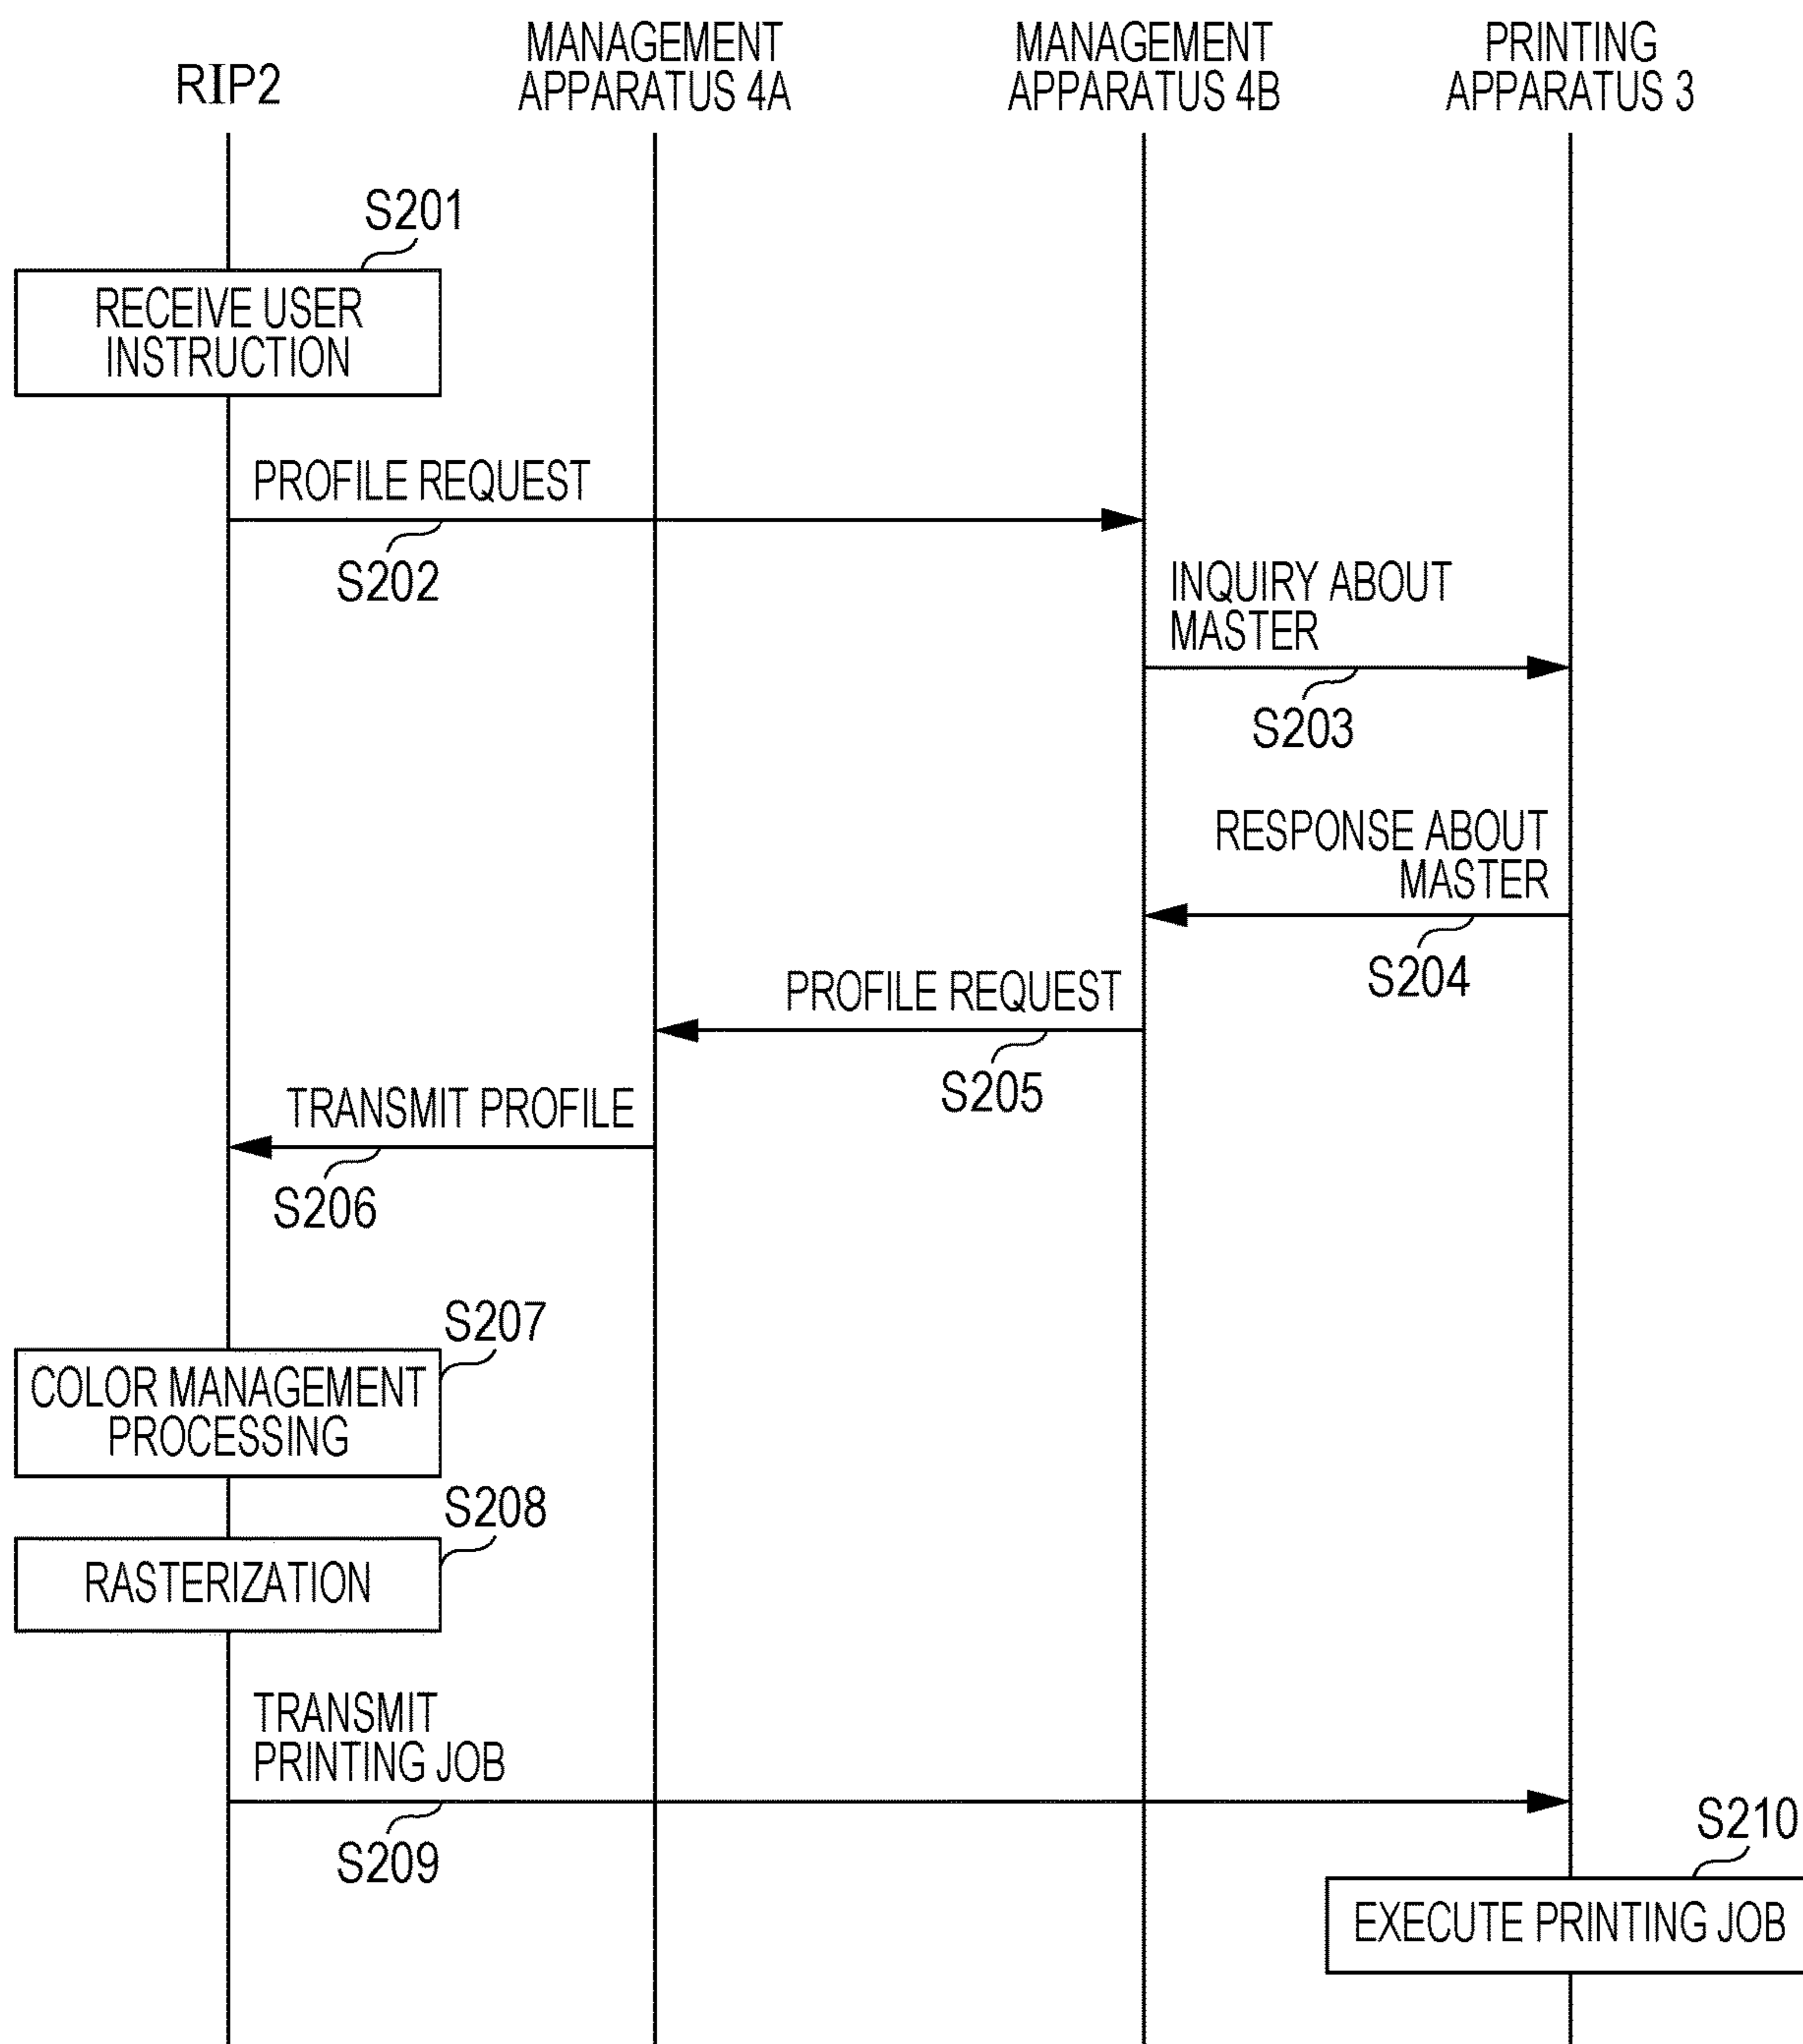 RIP2
MANAGEMENT
APPARATUS 4A
MANAGEMENT
APPARATUS 4B
PRINTING
APPARATUS 3
S201
RECEIVE USER
INSTRUCTION
PROFILE REQUEST
S202
INQUIRY ABOUT
MASTER
S203
RESPONSE ABOUT
MASTER
S204
PROFILE REQUEST
S205
TRANSMIT PROFILE
S206
S207
COLOR MANAGEMENT
PROCESSING
S208
RASTERIZATION
TRANSMIT
PRINTING JOB
S209
S210
EXECUTE PRINTING JOB